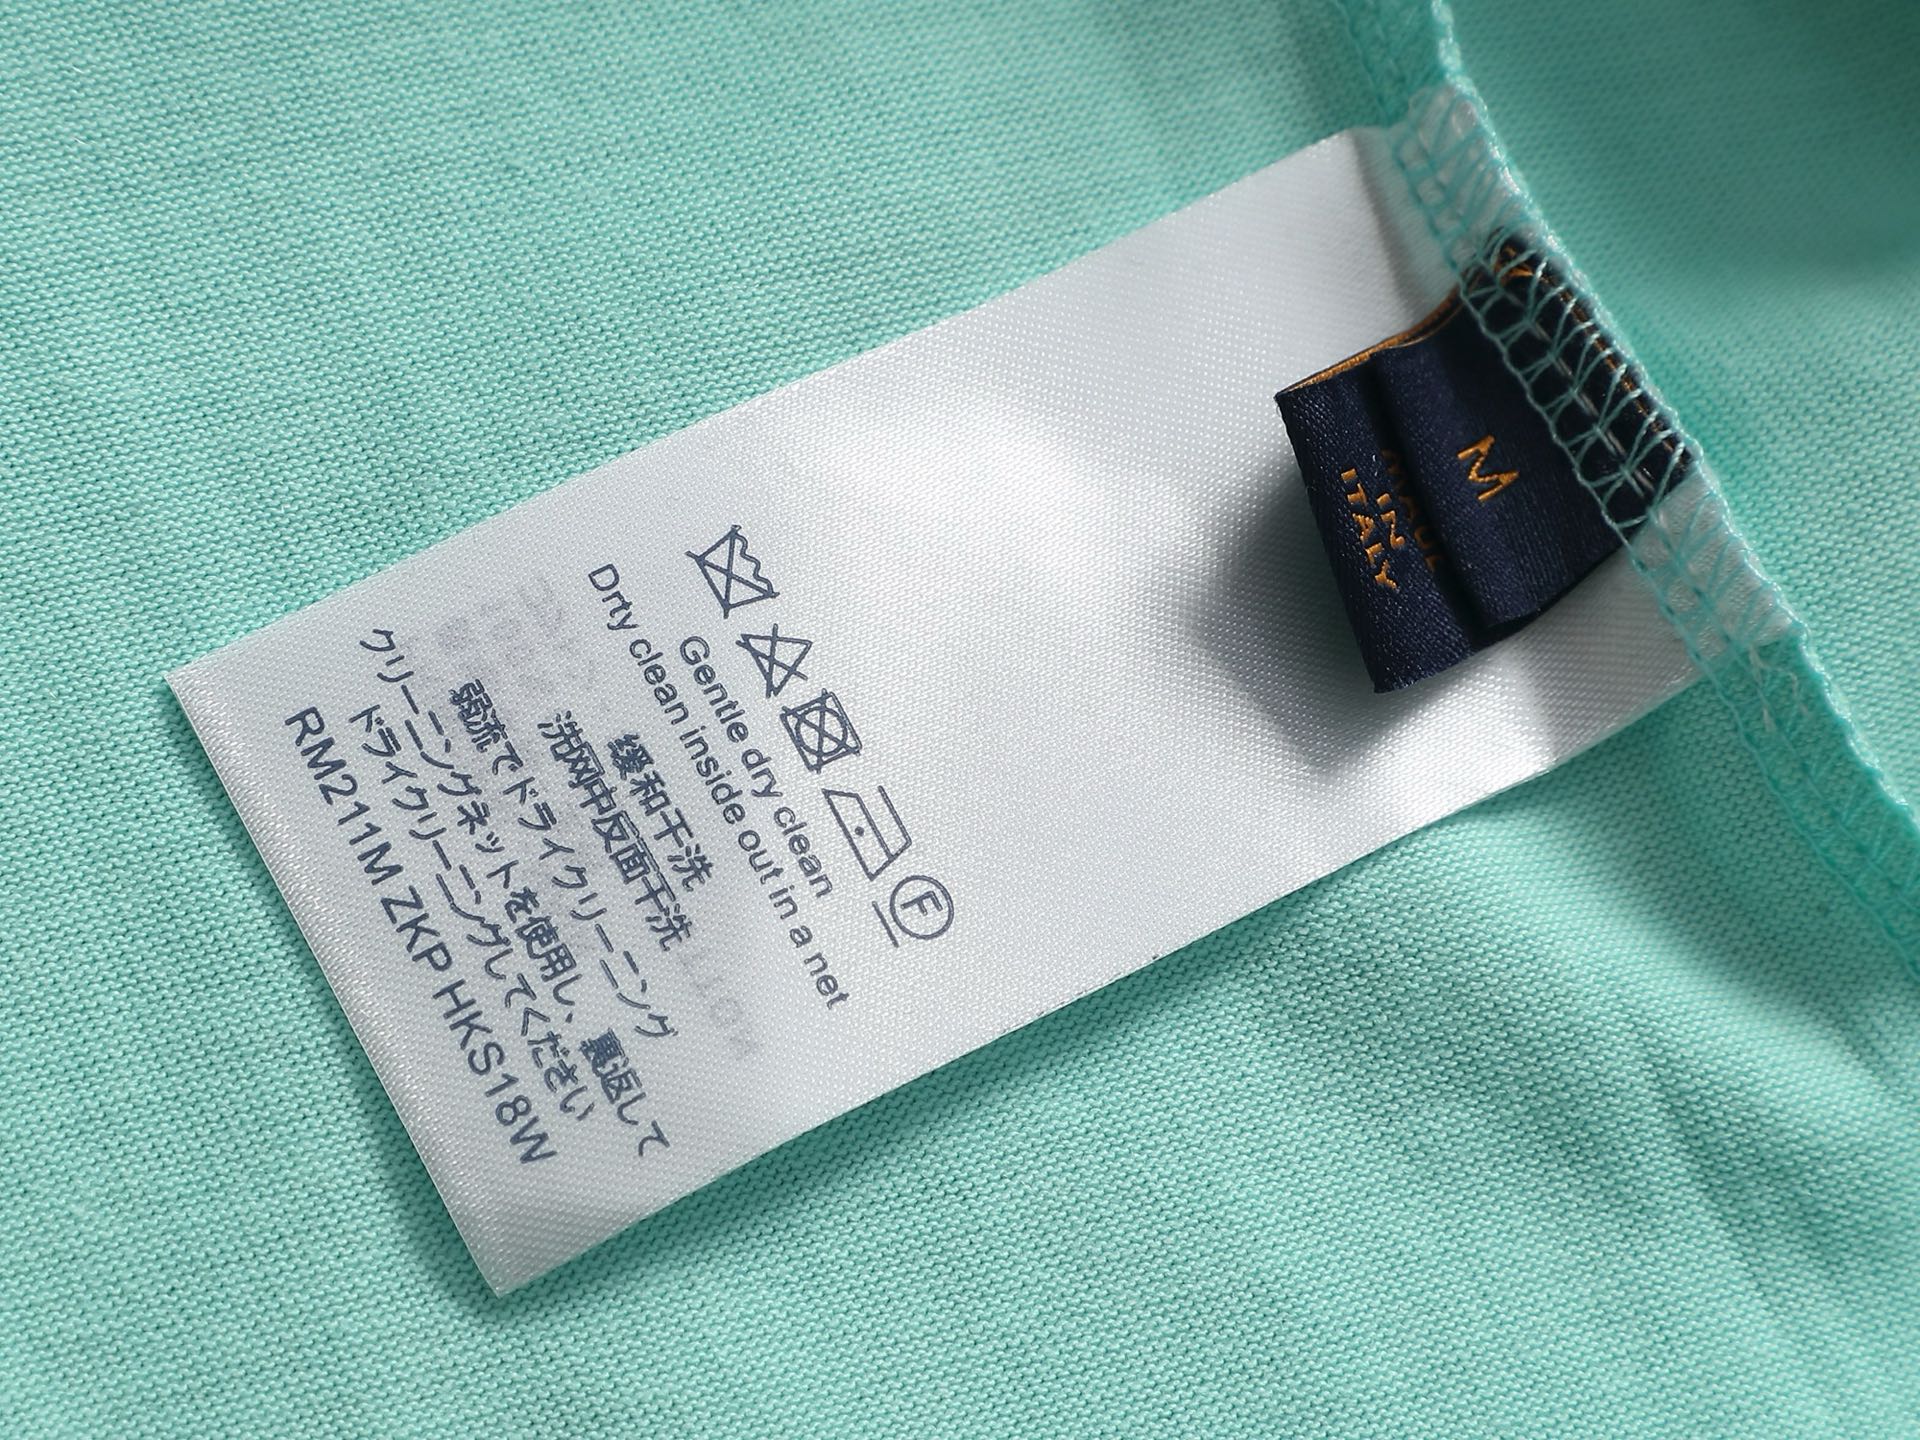 M
MADE
IN
ITALY
F
Gentle dry clean
Drty clean inside out in a net
缓和干洗
洗网中反面干洗
弱流でドライクリーニング
クリーニングネットを使用し、裏返して
ドライクリーニングしてください
RM211M ZKP HKS18W